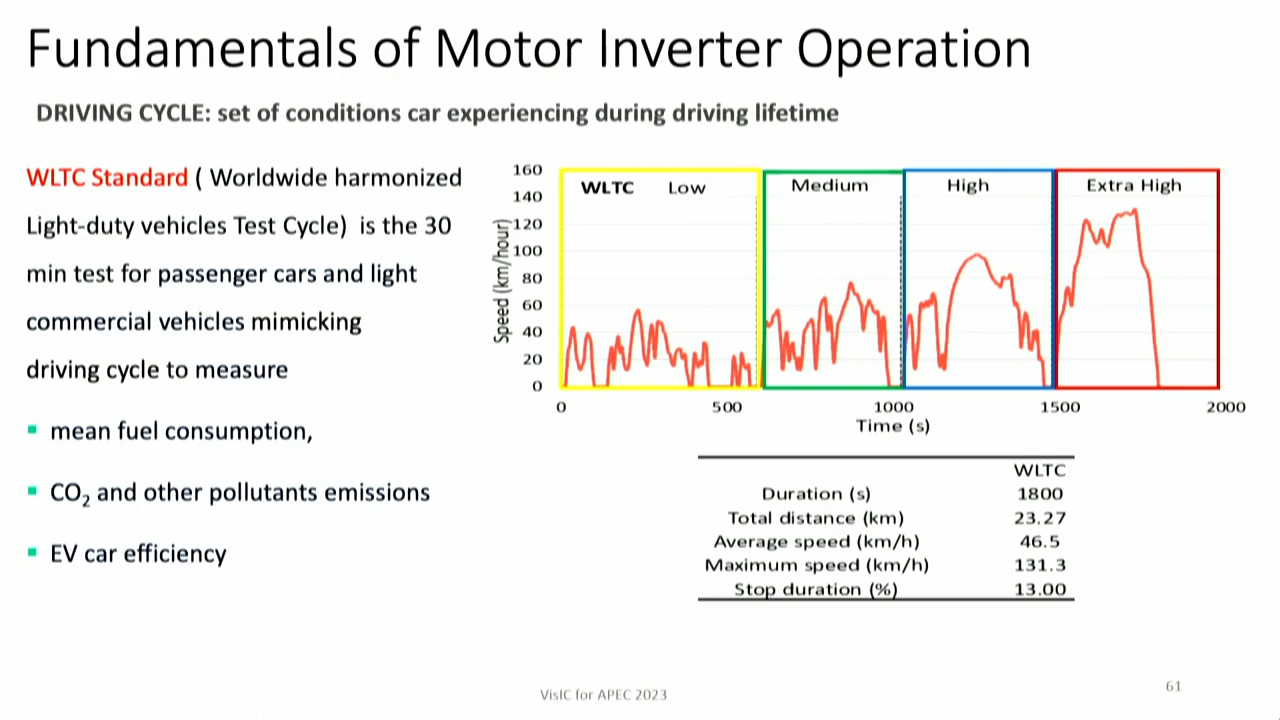 Fundamentals of Motor Inverter Operation
DRIVING CYCLE: set of conditions car experiencing during driving lifetime
WLTC Standard ( Worldwide harmonized
Light-duty vehicles Test Cycle)  is the 30
min test for passenger cars and light
commercial vehicles mimicking
driving cycle to measure
▪ mean fuel consumption,
▪ CO₂ and other pollutants emissions
▪ EV car efficiency
WLTC Low Medium High Extra High
Speed (km/hour)
160
140
120
100
80
60
40
20
0
0 500 1000 1500 2000
Time (s)
WLTC
Duration (s) 1800
Total distance (km) 23.27
Average speed (km/h) 46.5
Maximum speed (km/h) 131.3
Stop duration (%) 13.00
VisIC for APEC 2023
61